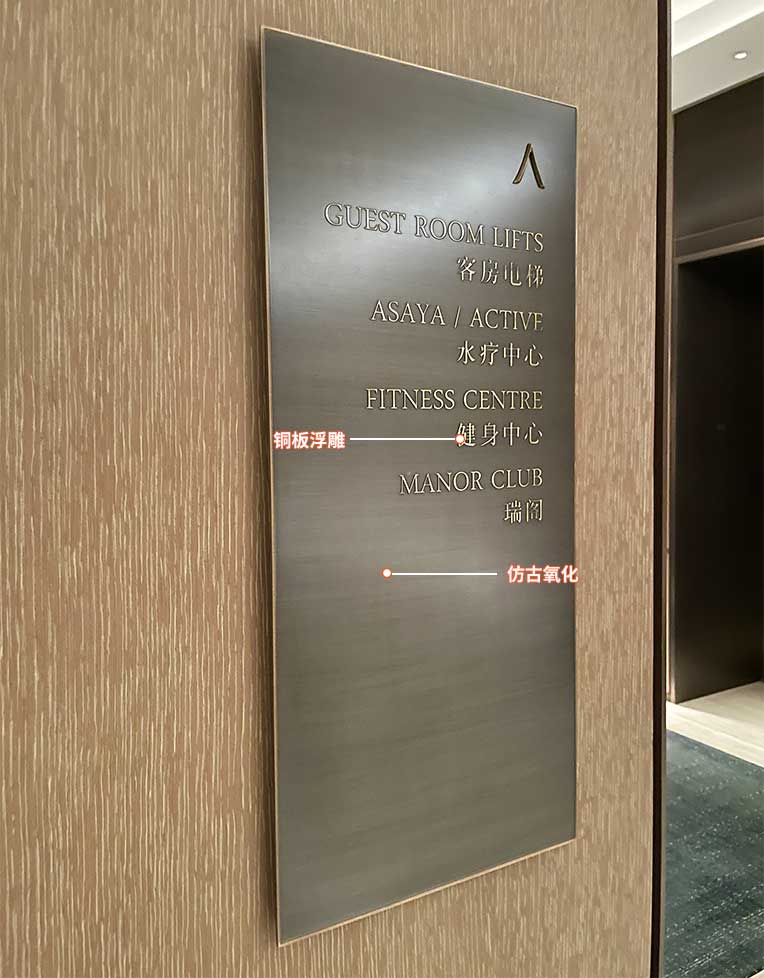 GUEST ROOM LIFTS
客房电梯
ASAYA / ACTIVE
水疗中心
FITNESS CENTRE
健身中心
铜板浮雕
MANOR CLUB
瑞阁
仿古氧化